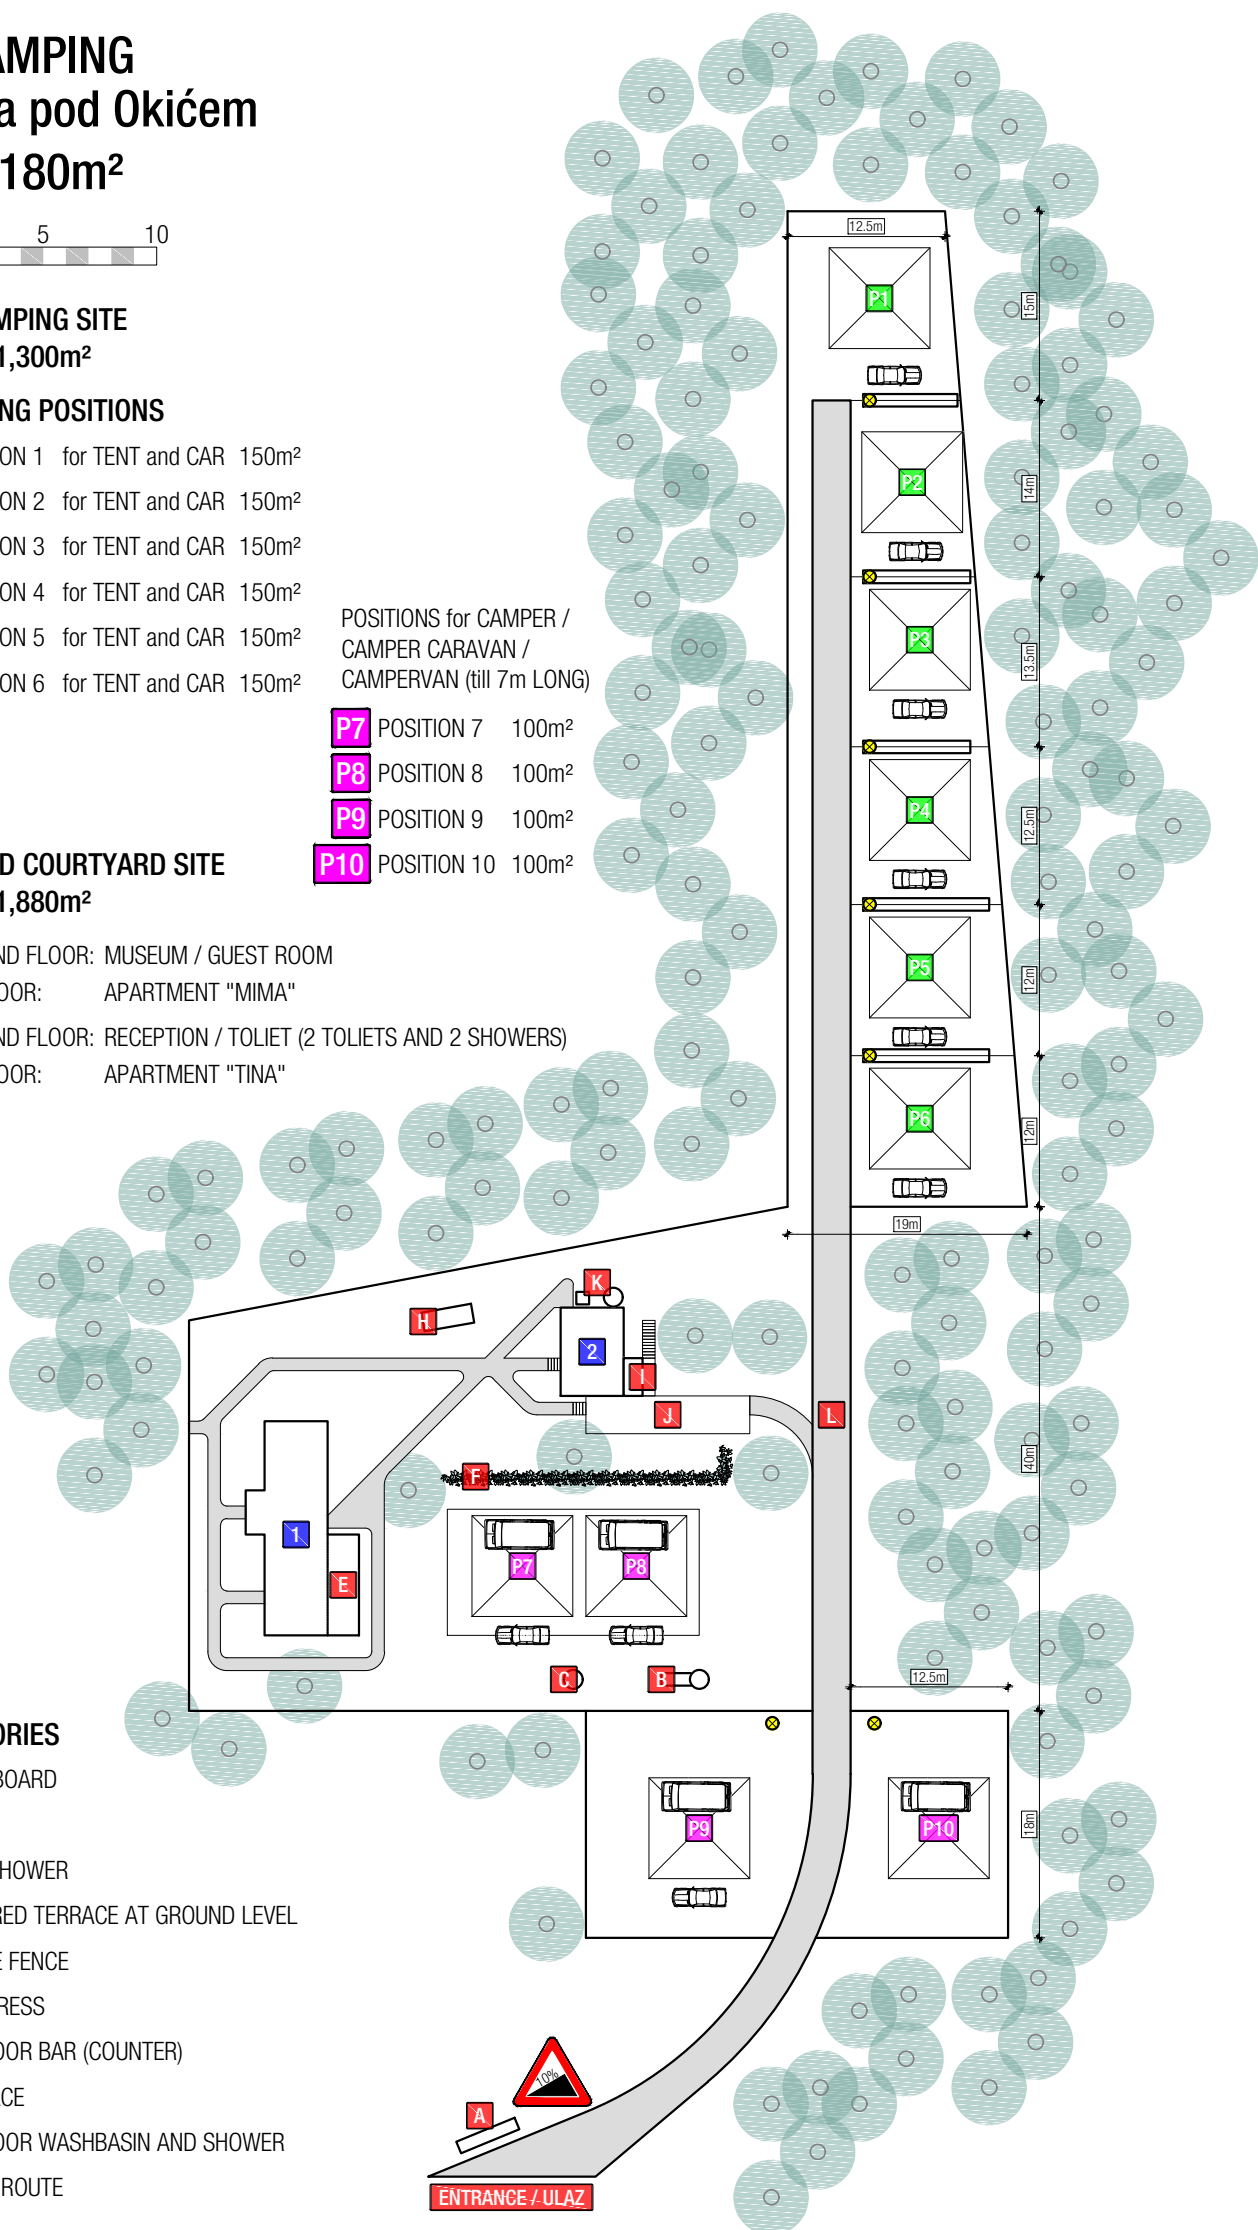 AMPING
a pod Okićem
180m²
5 10
MPING SITE
1,300m²
NG POSITIONS
ON 1 for TENT and CAR 150m²
ON 2 for TENT and CAR 150m²
ON 3 for TENT and CAR 150m²
ON 4 for TENT and CAR 150m²
ON 5 for TENT and CAR 150m²
ON 6 for TENT and CAR 150m²
POSITIONS for CAMPER /
CAMPER CARAVAN /
CAMPERVAN (till 7m LONG)
P7 POSITION 7 100m²
P8 POSITION 8 100m²
P9 POSITION 9 100m²
P10 POSITION 10 100m²
D COURTYARD SITE
1,880m²
ND FLOOR: MUSEUM / GUEST ROOM
OOR: APARTMENT "MIMA"
ND FLOOR: RECEPTION / TOLIET (2 TOLIETS AND 2 SHOWERS)
OOR: APARTMENT "TINA"
ORIES
BOARD
HOWER
RED TERRACE AT GROUND LEVEL
E FENCE
RESS
OOR BAR (COUNTER)
ACE
OOR WASHBASIN AND SHOWER
ROUTE
12.5m
P1
15m
P2
14m
P3
13.5m
P4
12.5m
P5
12m
P6
12m
19m
K
H
2
I
J
L
F
40m
1
P7
P8
E
C
B
12.5m
P9
P10
18m
10%
A
ENTRANCE / ULAZ